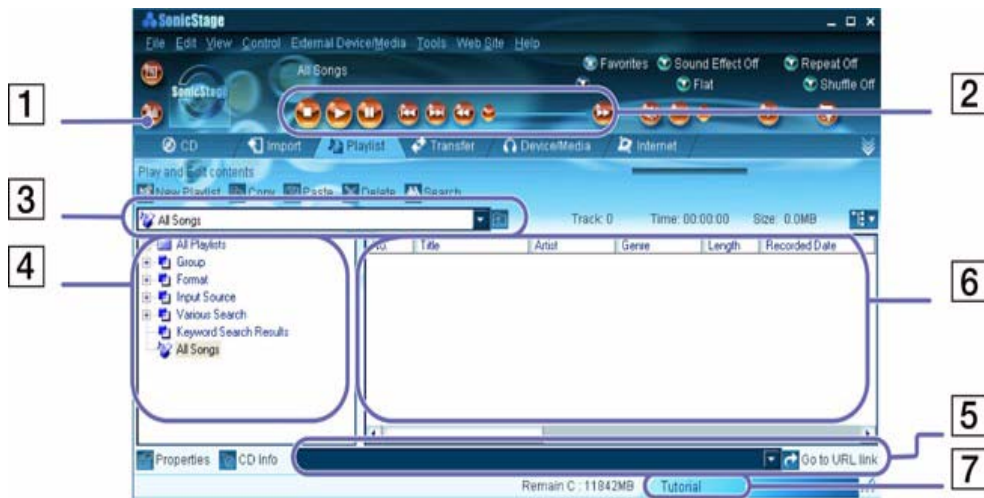 SonicStage
File Edit View Control External Device/Media Tools Web Site Help
All Songs
Favorites Sound Effect Off Repeat Off
SonicStage
Flat Shuffle Off
1
2
CD Import Playlist Transfer Device/Media Internet
Play and Edit contents
New Playlist Copy Paste Delete Search
3
All Songs
Track: 0 Time: 00:00:00 Size: 0.0MB
4
All Playlists
No. Title Artist Genre Length Recorded Date
Group
Format
6
Input Source
Various Search
Keyword Search Results
All Songs
5
Properties CD Info
Go to URL link
7
Remain C : 11842MB
Tutorial